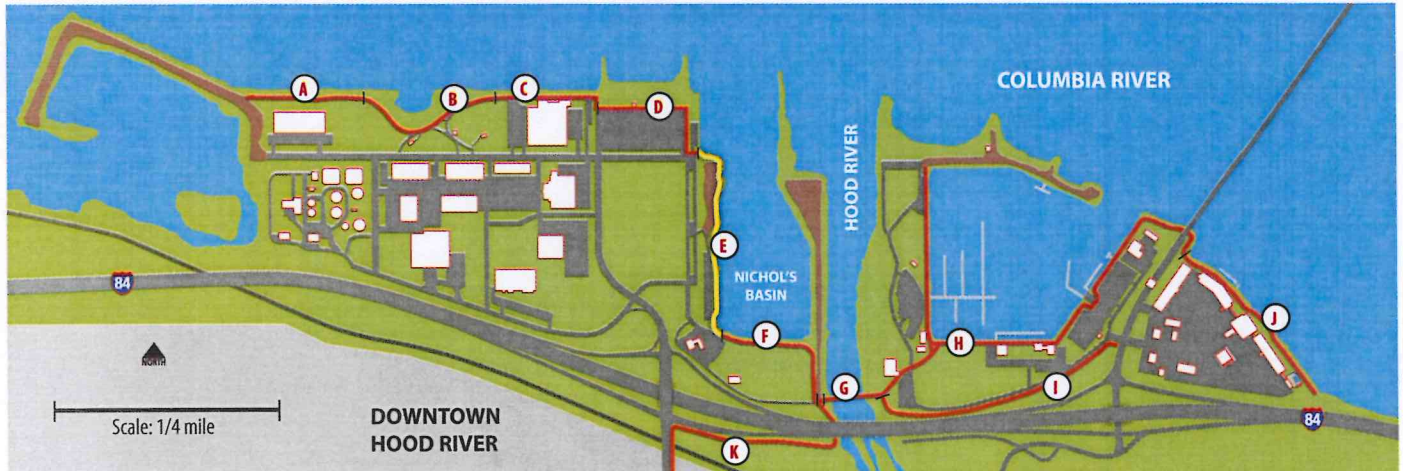 A
B
C
D
COLUMBIA RIVER
HOOD RIVER
E
NICHOL'S
BASIN
84
F
H
J
NORTH
G
I
Scale: 1/4 mile
DOWNTOWN
HOOD RIVER
K
84